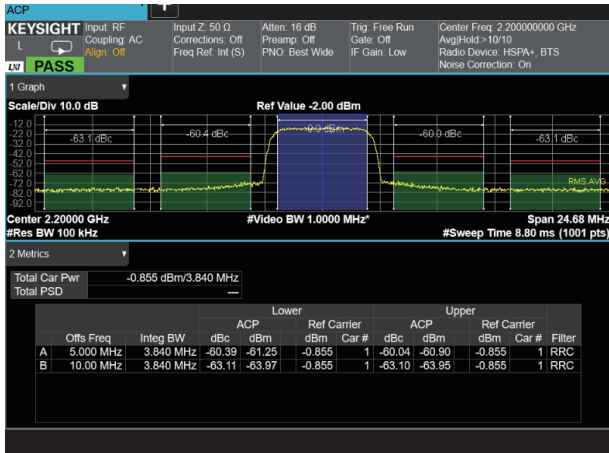 ACP
KEYSIGHT Input: RF Input Z: 50 Ω Atten: 16 dB Trig: Free Run Center Freq: 2.200000000 GHz
L Coupling: AC Corrections: Off Preamp: Off Gate: Off Avg|Hold:>10/10
Align: Off Freq Ref: Int (S) PNO: Best Wide IF Gain: Low Radio Device: HSPA+, BTS
LXI PASS Noise Correction: On
1 Graph
Scale/Div 10.0 dB Ref Value -2.00 dBm
-12.0
-22.0
-32.0
-42.0
-52.0
-62.0
-72.0
-82.0
-92.0
-63.1 dBc -60.4 dBc -60.0 dBc -63.1 dBc
RMS AVG
Center 2.20000 GHz #Video BW 1.0000 MHz* Span 24.68 MHz
#Res BW 100 kHz #Sweep Time 8.80 ms (1001 pts)
2 Metrics
Total Car Pwr -0.855 dBm/3.840 MHz
Total PSD ---
Lower Upper
ACP Ref Carrier ACP Ref Carrier
Offs Freq Integ BW dBc dBm dBm Car # dBc dBm dBm Car # Filter
A 5.000 MHz 3.840 MHz -60.39 -61.25 -0.855 1 -60.04 -60.90 -0.855 1 RRC
B 10.00 MHz 3.840 MHz -63.11 -63.97 -0.855 1 -63.10 -63.95 -0.855 1 RRC